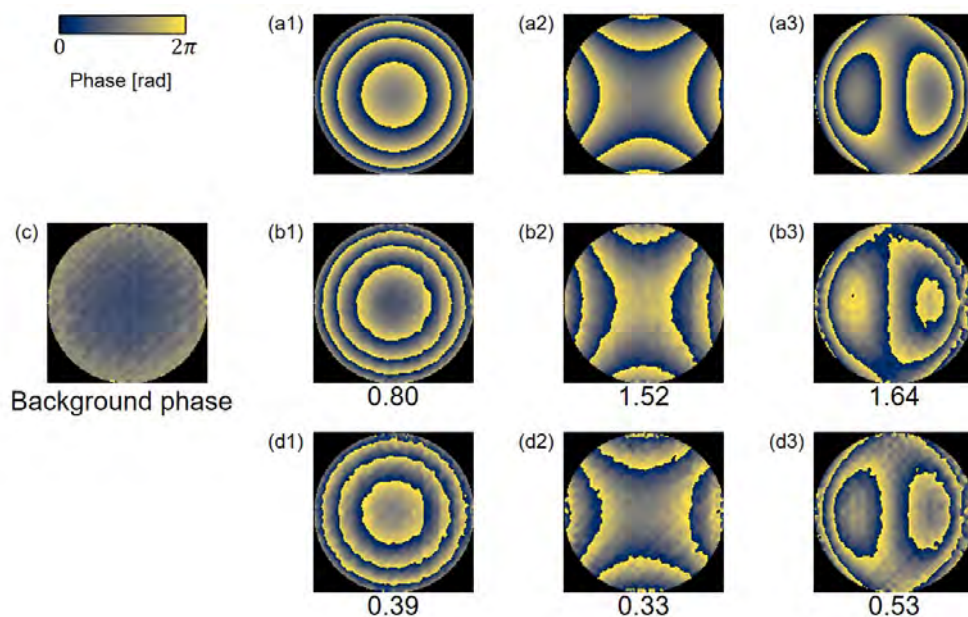 0 2π
Phase [rad]
(a1) (a2) (a3)
(c) (b1) (b2) (b3)
Background phase
0.80 1.52 1.64
(d1) (d2) (d3)
0.39 0.33 0.53